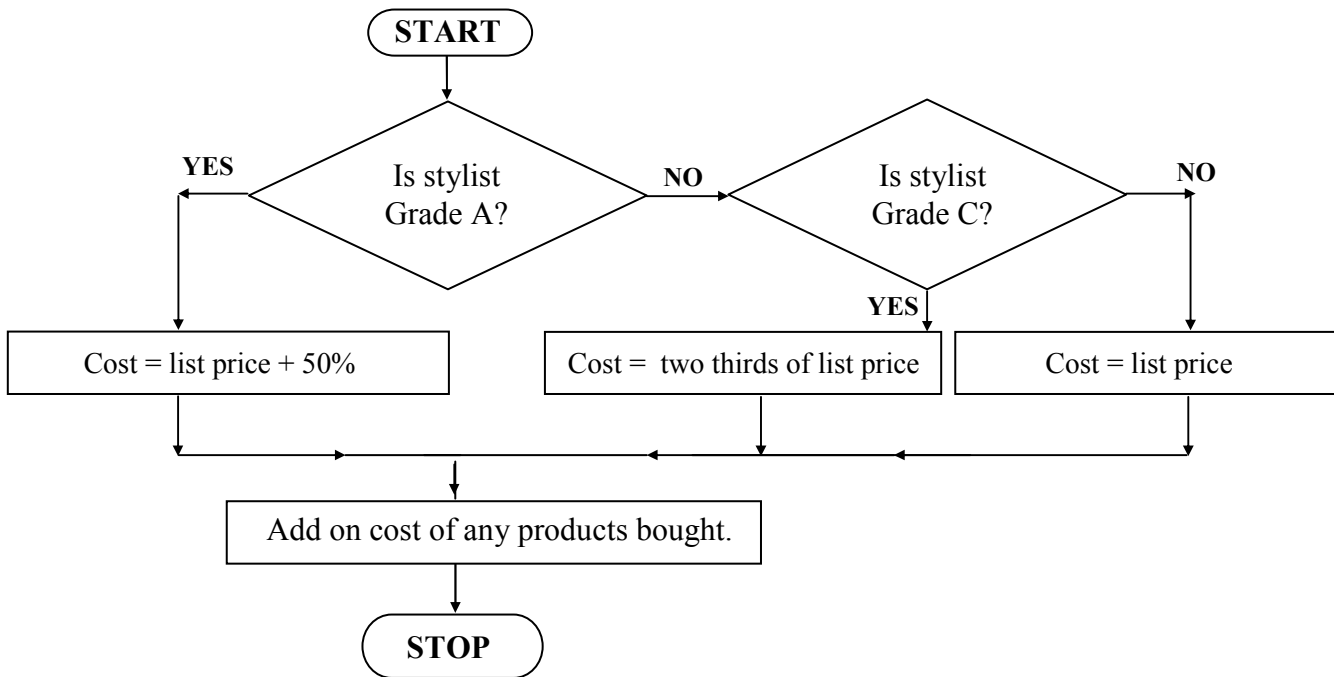 START
YES
Is stylist
Grade A?
NO
Is stylist
Grade C?
NO
YES
Cost = list price + 50%
Cost = two thirds of list price
Cost = list price
Add on cost of any products bought.
STOP